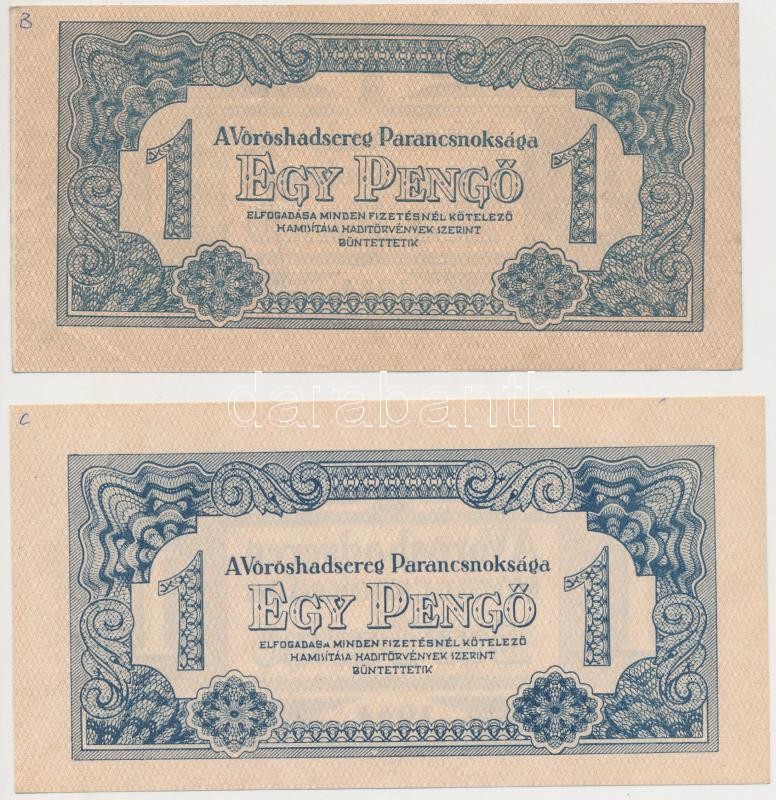 B
1 1
A Vöröshadsereg Parancsnoksága
EGY PENGŐ
ELFOGADÁSA MINDEN FIZETÉSNÉL KÖTELEZŐ
HAMISÍTÁSA HADITÖRVÉNYEK SZERINT
BÜNTETTETIK
darabanth
C
1 1
A Vöröshadsereg Parancsnoksága
EGY PENGŐ
ELFOGADÁSA MINDEN FIZETÉSNÉL KÖTELEZŐ
HAMISÍTÁSA HADITÖRVÉNYEK SZERINT
BÜNTETTETIK